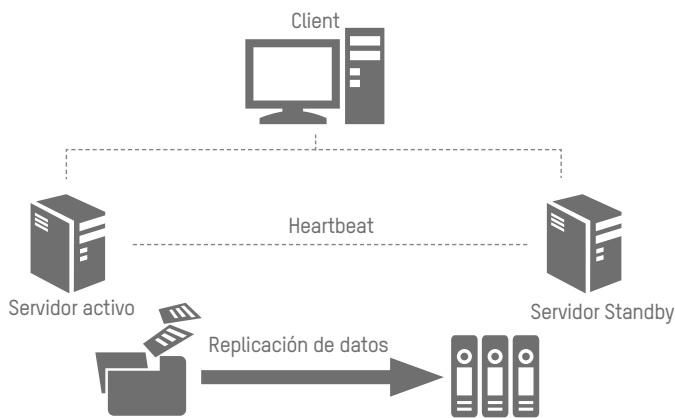 Client
Heartbeat
Servidor activo
Servidor Standby
Replicación de datos